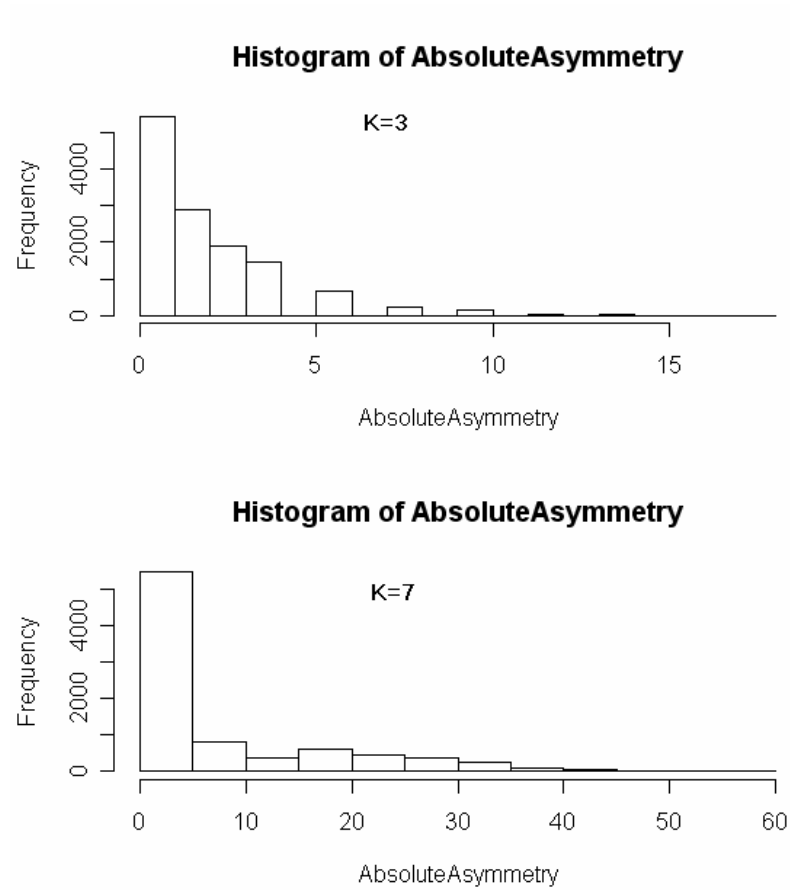 Histogram of AbsoluteAsymmetry
K=3
Frequency
0 2000 4000
0 5 10 15
AbsoluteAsymmetry
Histogram of AbsoluteAsymmetry
K=7
Frequency
0 2000 4000
0 10 20 30 40 50 60
AbsoluteAsymmetry